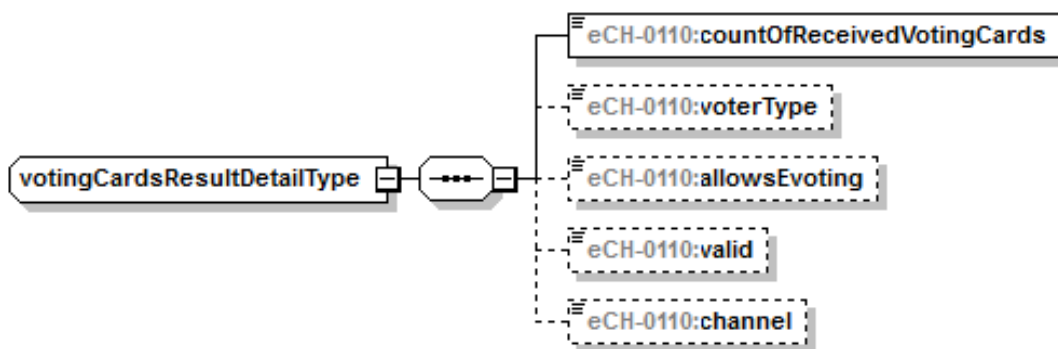 eCH-0110:countOfReceivedVotingCards
eCH-0110:voterType
votingCardsResultDetailType
eCH-0110:allowsEvoting
eCH-0110:valid
eCH-0110:channel